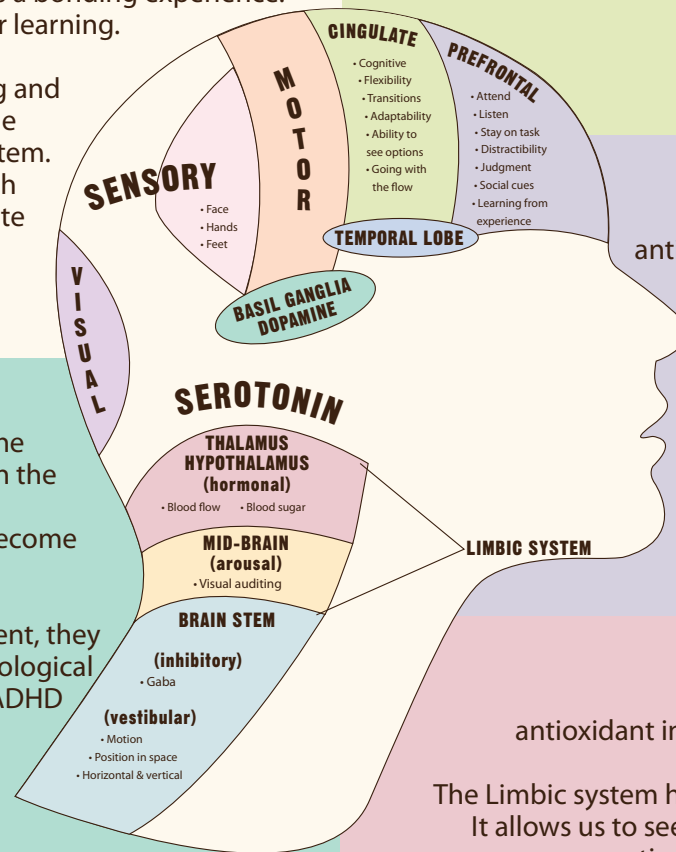 a bonding experience.
r learning.
g and
e
tem.
h
te
CINGULATE
• Cognitive
• Flexibility
• Transitions
• Adaptability
• Ability to
see options
• Going with
the flow
PREFRONTAL
• Attend
• Listen
• Stay on task
• Distractibility
• Judgment
• Social cues
• Learning from
experience
MOTOR
SENSORY
• Face
• Hands
• Feet
TEMPORAL LOBE
BASIL GANGLIA
DOPAMINE
ant
VISUAL
SEROTONIN
THALAMUS
HYPOTHALAMUS
(hormonal)
• Blood flow • Blood sugar
MID-BRAIN
(arousal)
• Visual auditing
LIMBIC SYSTEM
BRAIN STEM
(inhibitory)
• Gaba
(vestibular)
• Motion
• Position in space
• Horizontal & vertical
he
n the
ecome
ent, they
ological
ADHD
antioxidant in
The Limbic system h
It allows us to see